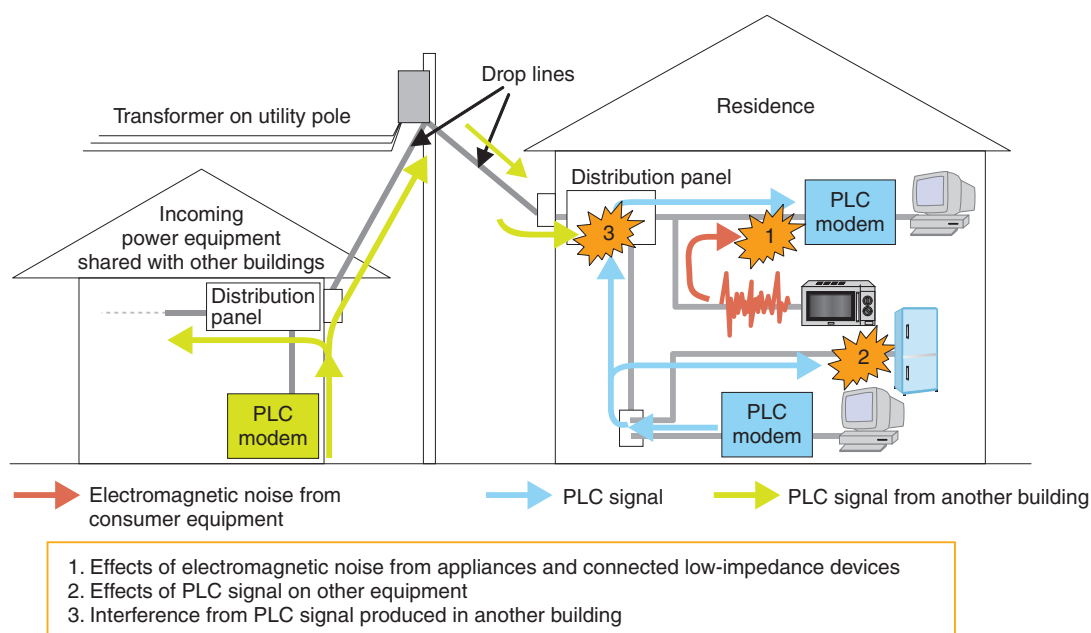 Drop lines
Transformer on utility pole
Residence
Incoming
power equipment
shared with other buildings
Distribution panel
PLC
modem
1
3
Distribution
panel
2
PLC
modem
PLC
modem
Electromagnetic noise from
consumer equipment
PLC signal
PLC signal from another building
1. Effects of electromagnetic noise from appliances and connected low-impedance devices
2. Effects of PLC signal on other equipment
3. Interference from PLC signal produced in another building